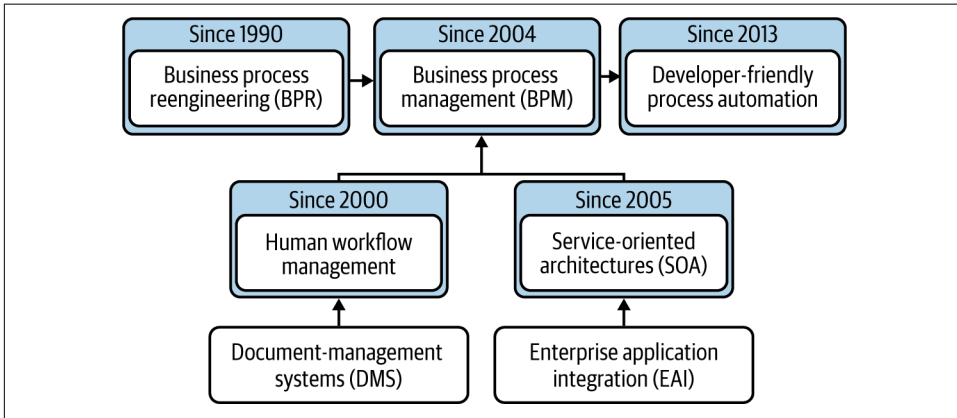 Since 1990
Business process
reengineering (BPR)
Since 2004
Business process
management (BPM)
Since 2013
Developer-friendly
process automation
Since 2000
Human workflow
management
Since 2005
Service-oriented
architectures (SOA)
Document-management
systems (DMS)
Enterprise application
integration (EAI)